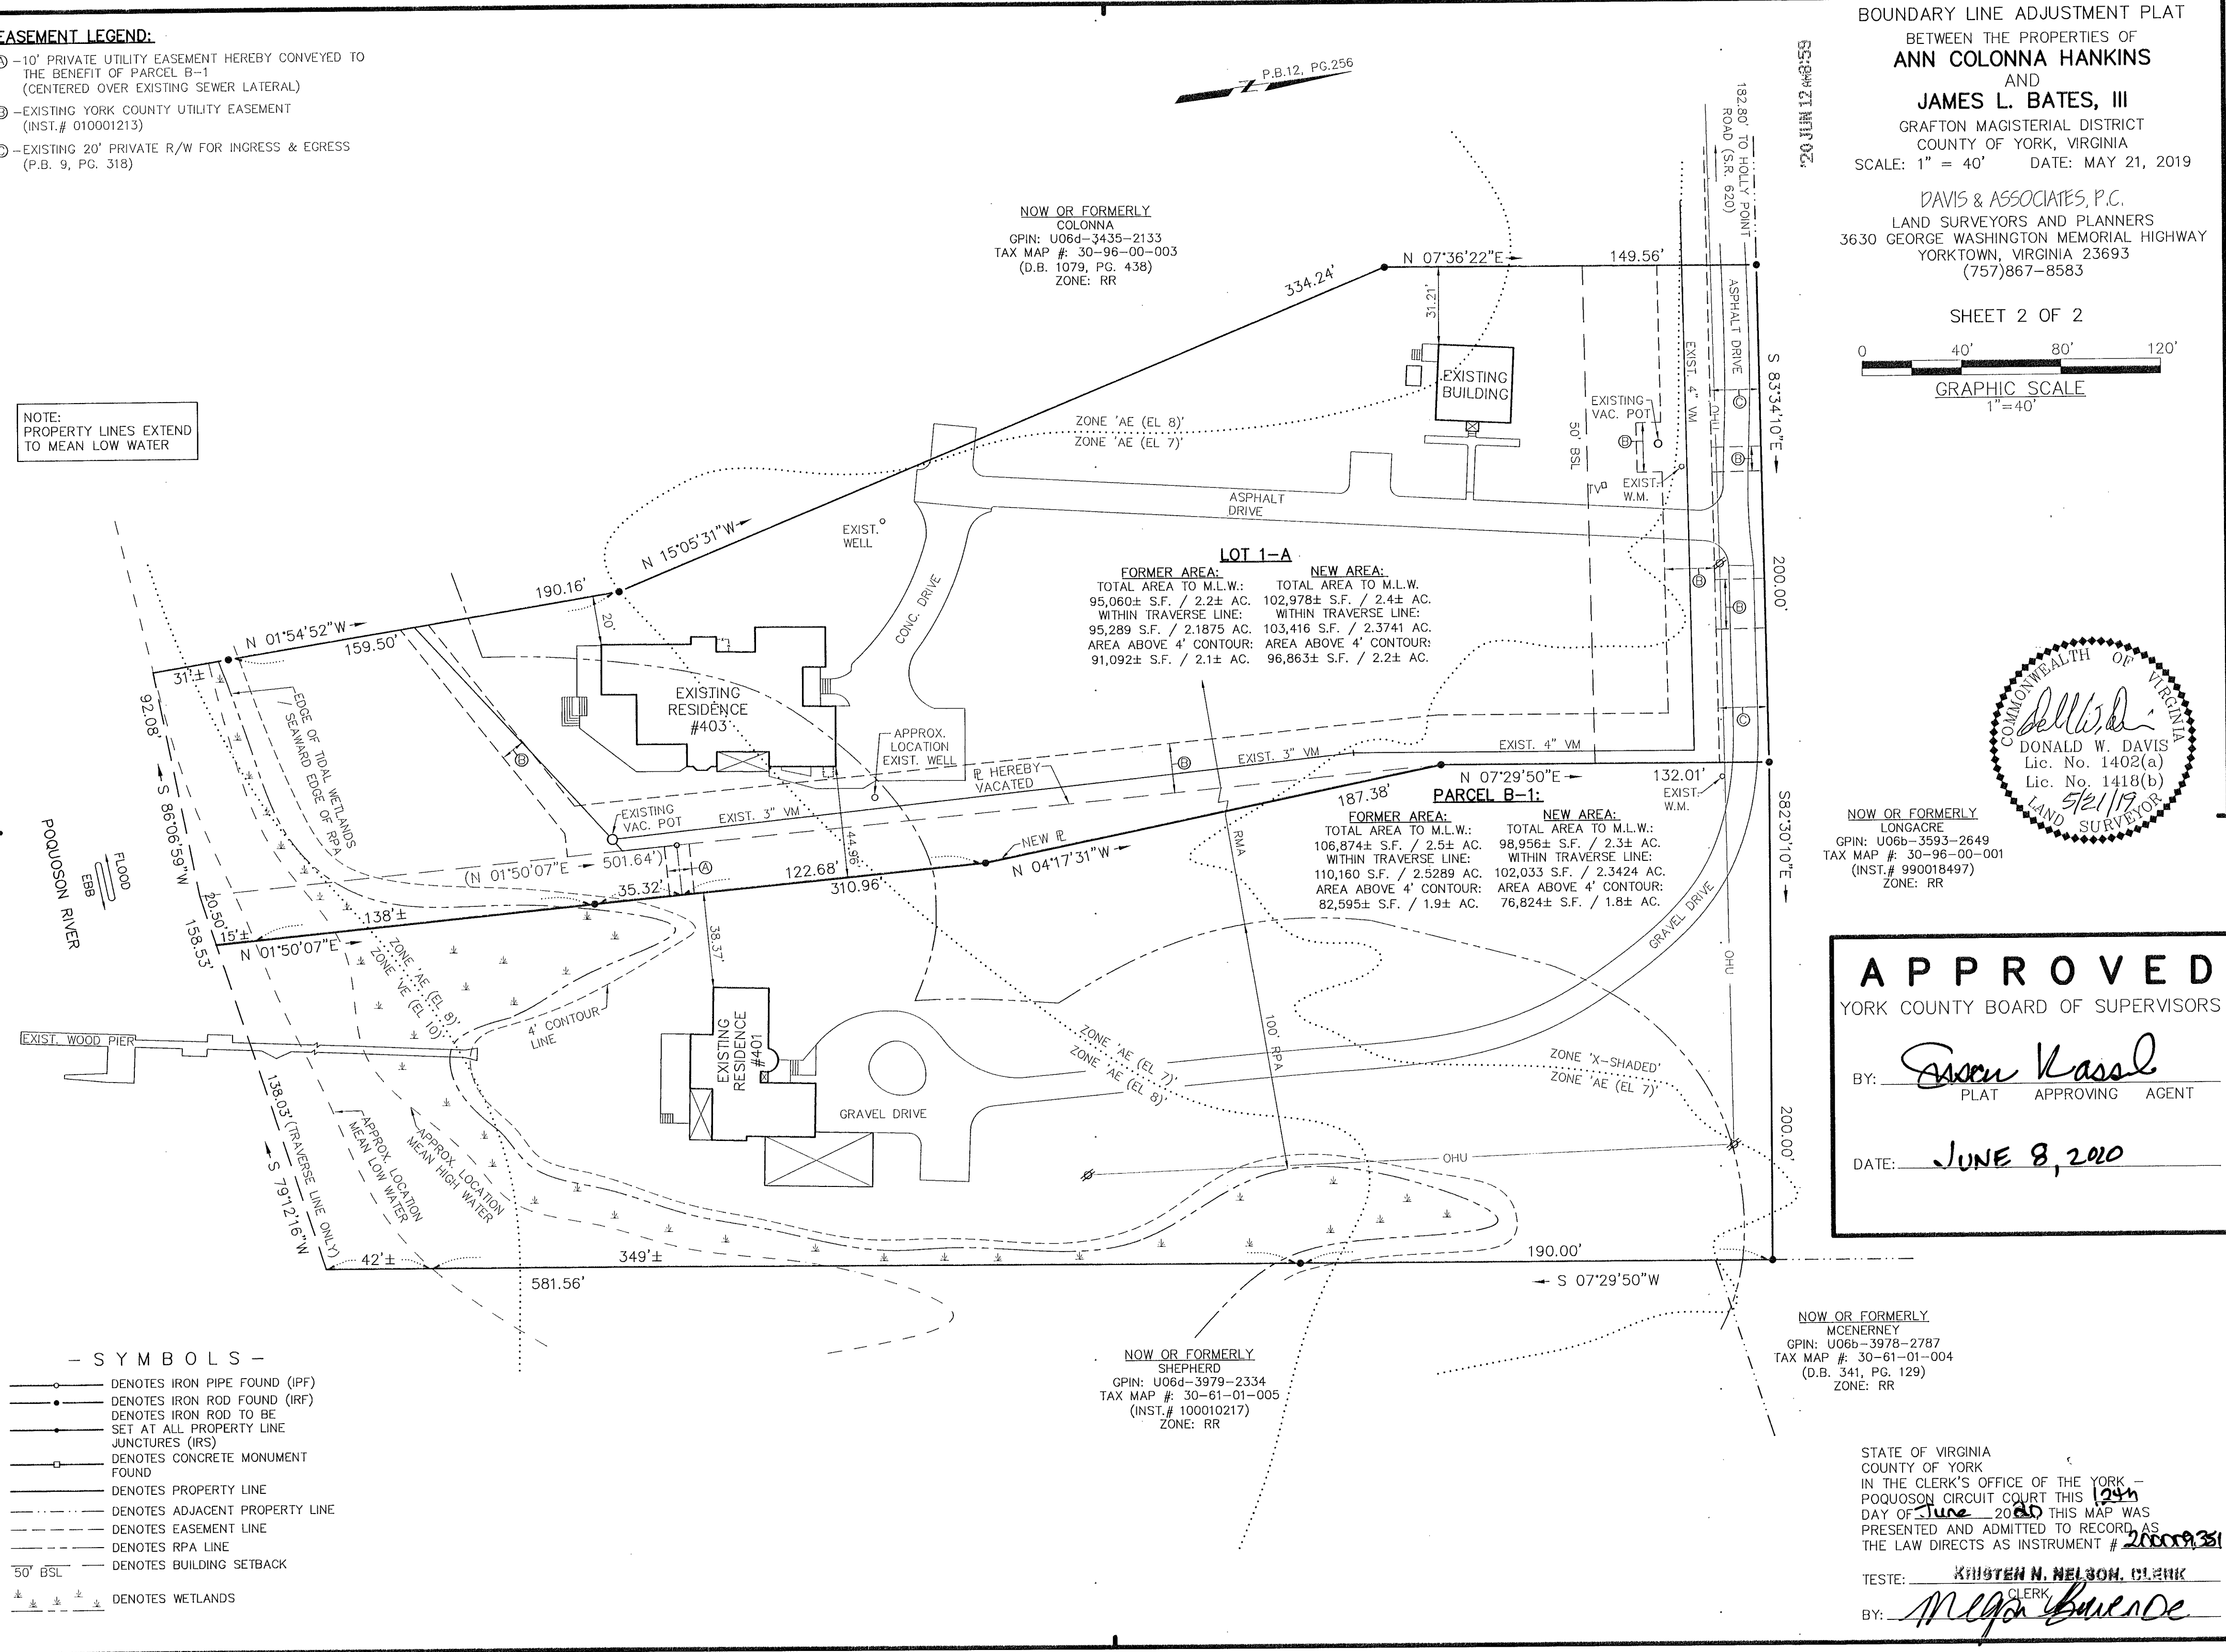 EASEMENT LEGEND:
Ⓐ -10' PRIVATE UTILITY EASEMENT HEREBY CONVEYED TO
THE BENEFIT OF PARCEL B-1
(CENTERED OVER EXISTING SEWER LATERAL)
Ⓑ -EXISTING YORK COUNTY UTILITY EASEMENT
(INST.# 010001213)
Ⓒ -EXISTING 20' PRIVATE R/W FOR INGRESS & EGRESS
(P.B. 9, PG. 318)
NOTE:
PROPERTY LINES EXTEND
TO MEAN LOW WATER
P.B.12, PG.256
182.80' TO HOLLY POINT
ROAD (S.R. 620)
'20 JUN 12 AM8:59
BOUNDARY LINE ADJUSTMENT PLAT
BETWEEN THE PROPERTIES OF
ANN COLONNA HANKINS
AND
JAMES L. BATES, III
GRAFTON MAGISTERIAL DISTRICT
COUNTY OF YORK, VIRGINIA
SCALE: 1" = 40' DATE: MAY 21, 2019
DAVIS & ASSOCIATES, P.C.
LAND SURVEYORS AND PLANNERS
3630 GEORGE WASHINGTON MEMORIAL HIGHWAY
YORKTOWN, VIRGINIA 23693
(757)867-8583
SHEET 2 OF 2
0 40' 80' 120'
GRAPHIC SCALE
1"=40'
NOW OR FORMERLY
COLONNA
GPIN: U06d-3435-2133
TAX MAP #: 30-96-00-003
(D.B. 1079, PG. 438)
ZONE: RR
334.24'
N 07°36'22"E
149.56'
31.21'
ASPHALT DRIVE
EXIST. 4" VM
OHU
S 83°34'10"E
EXISTING
BUILDING
EXISTING
VAC. POT
50' BSL
Ⓑ
Ⓒ
Ⓑ
TV
EXIST.
W.M.
ZONE 'AE (EL 8)'
ZONE 'AE (EL 7)'
ASPHALT
DRIVE
EXIST.
WELL
N 15°05'31"W
CONC. DRIVE
200.00'
Ⓑ
Ⓑ
Ⓒ
LOT 1-A
FORMER AREA:
TOTAL AREA TO M.L.W.:
95,060± S.F. / 2.2± AC.
WITHIN TRAVERSE LINE:
95,289 S.F. / 2.1875 AC.
AREA ABOVE 4' CONTOUR:
91,092± S.F. / 2.1± AC.
NEW AREA:
TOTAL AREA TO M.L.W.
102,978± S.F. / 2.4± AC.
WITHIN TRAVERSE LINE:
103,416 S.F. / 2.3741 AC.
AREA ABOVE 4' CONTOUR:
96,863± S.F. / 2.2± AC.
190.16'
N 01°54'52"W
159.50'
31'±
20'
92.08'
EDGE OF TIDAL WETLANDS
/ SEAWARD EDGE OF RPA
EXISTING
RESIDENCE
#403
Ⓑ
APPROX.
LOCATION
EXIST. WELL
EXISTING
VAC. POT
EXIST. 3" VM
℄ HEREBY
VACATED
Ⓑ
EXIST. 3" VM
EXIST. 4" VM
N 07°29'50"E
132.01'
EXIST.
W.M.
187.38'
PARCEL B-1:
FORMER AREA:
TOTAL AREA TO M.L.W.:
106,874± S.F. / 2.5± AC.
WITHIN TRAVERSE LINE:
110,160 S.F. / 2.5289 AC.
AREA ABOVE 4' CONTOUR:
82,595± S.F. / 1.9± AC.
NEW AREA:
TOTAL AREA TO M.L.W.:
98,956± S.F. / 2.3± AC.
WITHIN TRAVERSE LINE:
102,033 S.F. / 2.3424 AC.
AREA ABOVE 4' CONTOUR:
76,824± S.F. / 1.8± AC.
COMMONWEALTH OF VIRGINIA
DONALD W. DAVIS
Lic. No. 1402(a)
Lic. No. 1418(b)
5/21/19
LAND SURVEYOR
S82°30'10"E
NOW OR FORMERLY
LONGACRE
GPIN: U06b-3593-2649
TAX MAP #: 30-96-00-001
(INST.# 990018497)
ZONE: RR
S 86°06'59"W
POQUOSON RIVER
FLOOD
EBB
(N 01°50'07"E 501.64')
Ⓐ
44.96'
NEW ℄
N 04°17'31"W
35.32'
122.68'
310.96'
138'±
20.50'
158.53'
15'±
N 01°50'07"E
ZONE 'AE (EL 8)'
ZONE 'VE (EL 10)'
38.37'
RMA
100' RPA
GRAVEL DRIVE
OHU
4' CONTOUR
LINE
EXIST. WOOD PIER
EXISTING
RESIDENCE
#401
GRAVEL DRIVE
ZONE 'AE (EL 7)'
ZONE 'AE (EL 8)'
ZONE 'X-SHADED'
ZONE 'AE (EL 7)'
200.00'
138.03' (TRAVERSE LINE ONLY)
S 79°12'16"W
APPROX. LOCATION
MEAN LOW WATER
APPROX. LOCATION
MEAN HIGH WATER
OHU
42'±
349'±
581.56'
190.00'
S 07°29'50"W
APPROVED
YORK COUNTY BOARD OF SUPERVISORS
BY: Susan Kassel
PLAT APPROVING AGENT
DATE: JUNE 8, 2020
NOW OR FORMERLY
MCENERNEY
GPIN: U06b-3978-2787
TAX MAP #: 30-61-01-004
(D.B. 341, PG. 129)
ZONE: RR
NOW OR FORMERLY
SHEPHERD
GPIN: U06d-3979-2334
TAX MAP #: 30-61-01-005
(INST.# 100010217)
ZONE: RR
-SYMBOLS-
DENOTES IRON PIPE FOUND (IPF)
DENOTES IRON ROD FOUND (IRF)
DENOTES IRON ROD TO BE
SET AT ALL PROPERTY LINE
JUNCTURES (IRS)
DENOTES CONCRETE MONUMENT
FOUND
DENOTES PROPERTY LINE
DENOTES ADJACENT PROPERTY LINE
DENOTES EASEMENT LINE
DENOTES RPA LINE
50' BSL DENOTES BUILDING SETBACK
DENOTES WETLANDS
STATE OF VIRGINIA
COUNTY OF YORK
IN THE CLERK'S OFFICE OF THE YORK -
POQUOSON CIRCUIT COURT THIS 12th
DAY OF June 2020, THIS MAP WAS
PRESENTED AND ADMITTED TO RECORD AS
THE LAW DIRECTS AS INSTRUMENT # 200009351
TESTE: KRISTEN N. NELSON, CLERK
CLERK
BY: Megan